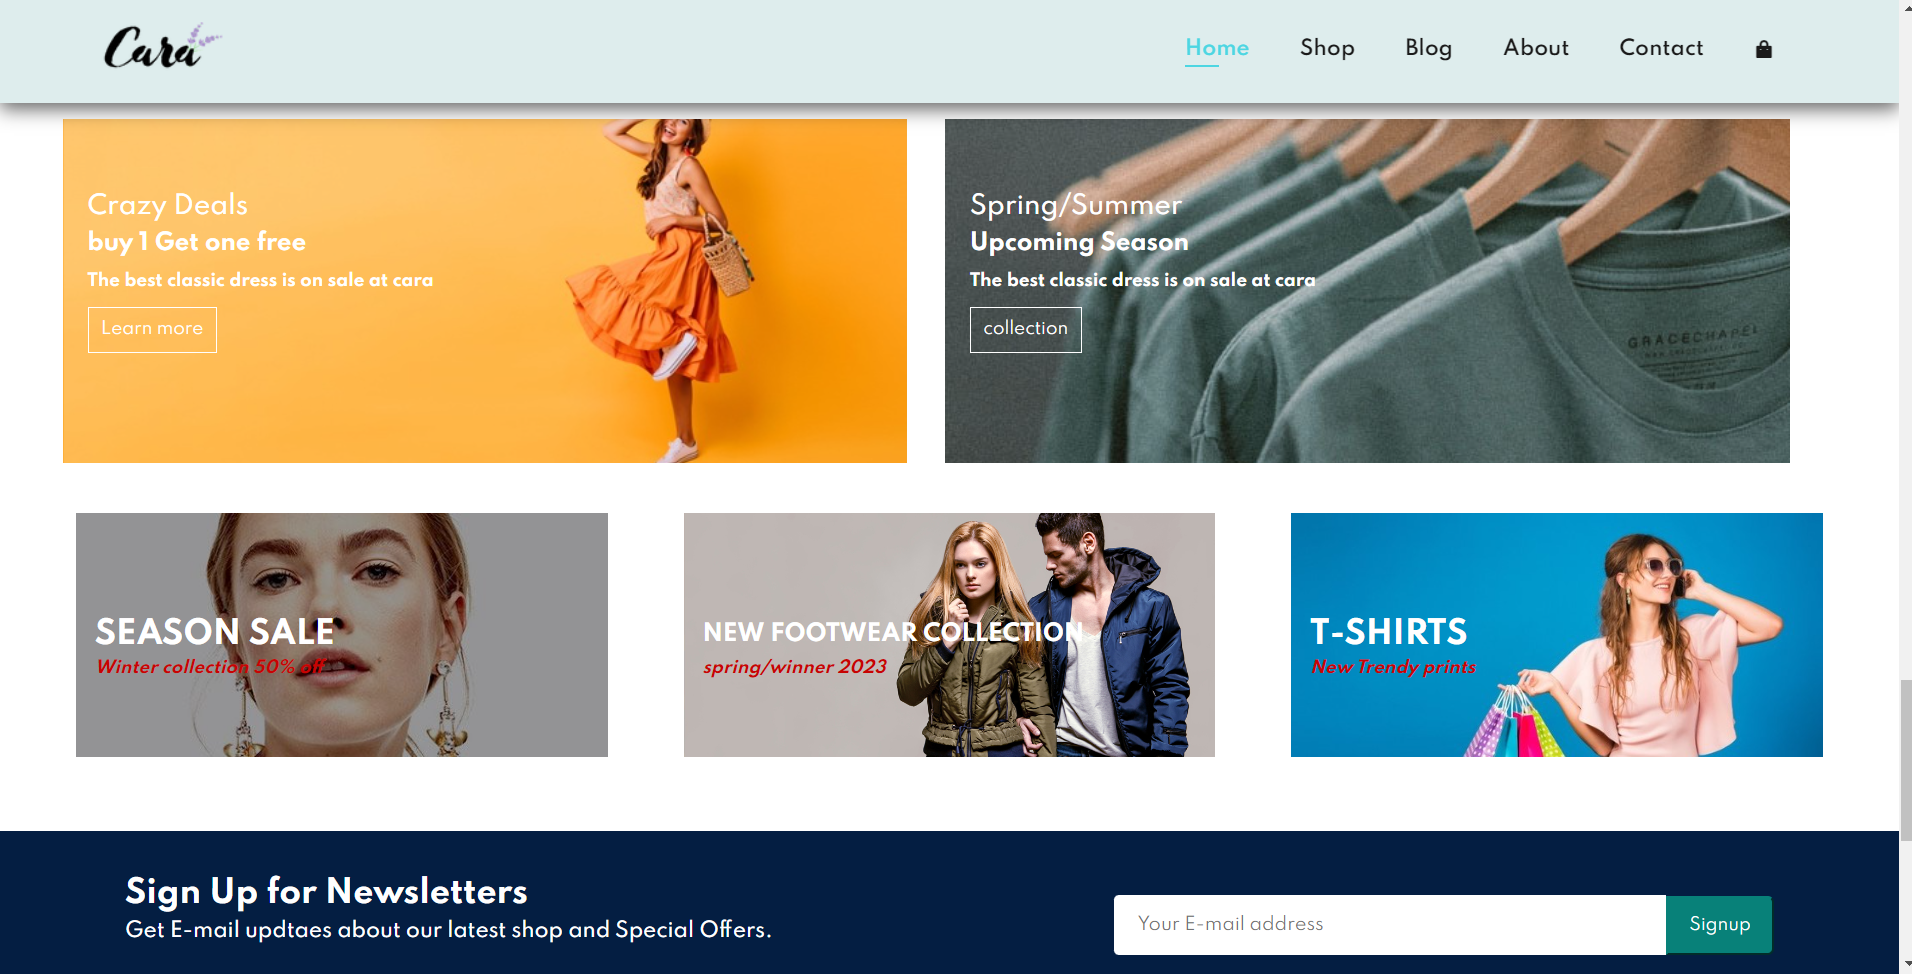 Cara
Home Shop Blog About Contact
Crazy Deals
buy 1 Get one free
The best classic dress is on sale at cara
Learn more
Spring/Summer
Upcoming Season
The best classic dress is on sale at cara
collection
GRACECHAPEL
SEASON SALE
Winter collection 50% off
NEW FOOTWEAR COLLECTION
spring/winner 2023
T-SHIRTS
New Trendy prints
Sign Up for Newsletters
Get E-mail updtaes about our latest shop and Special Offers.
Your E-mail address
Signup